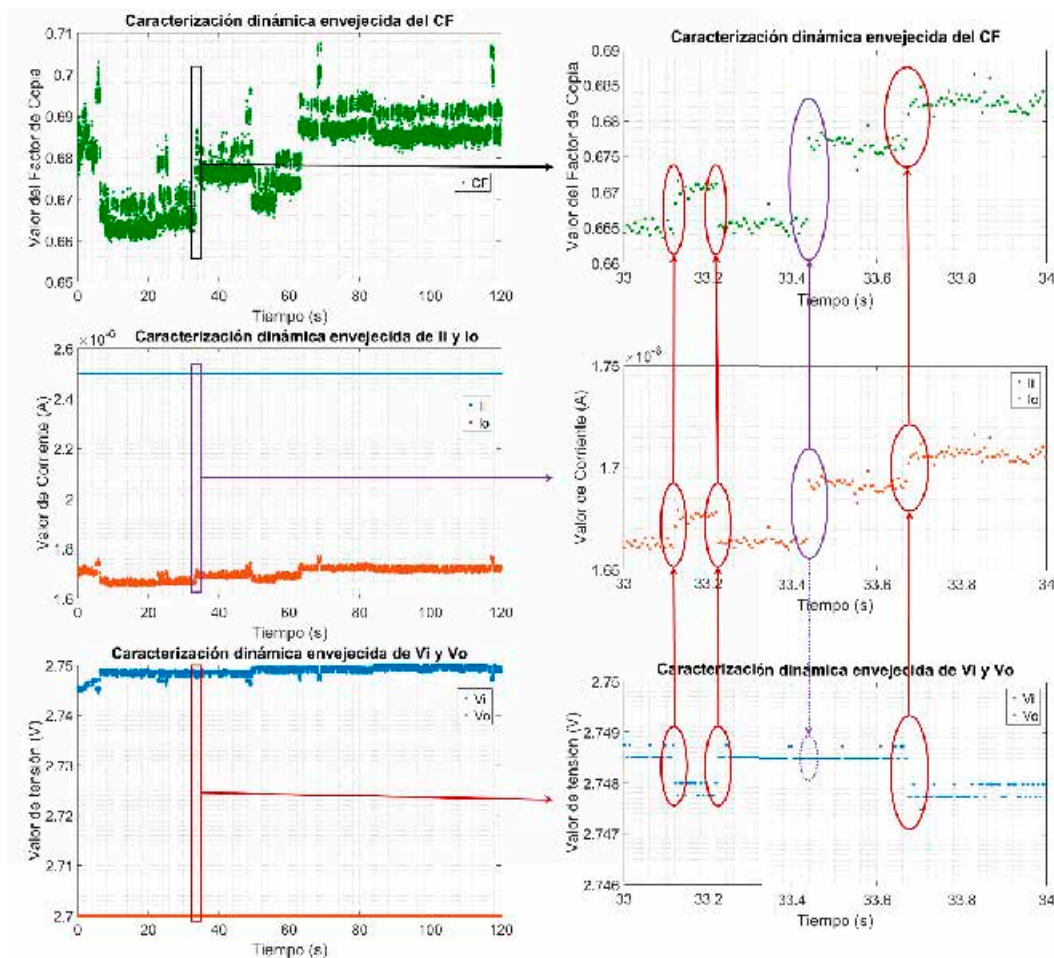 Caracterización dinámica envejecida del CF
Valor del Factor de Copia
0.71
0.7
0.69
0.68
0.67
0.66
0.65
CF
0
20
40
60
80
100
120
Tiempo (s)
Caracterización dinámica envejecida del CF
Valor del Factor de Copia
0.69
0.685
0.68
0.675
0.67
0.665
0.66
33
33.2
33.4
33.6
33.8
34
Tiempo (s)
Caracterización dinámica envejecida de Ii y Io
Valor de Corriente (A)
2.6
2.4
2.2
2
1.8
1.6
Ii
Io
0
20
40
60
80
100
120
Tiempo (s)
Valor de Corriente (A)
1.75
1.7
1.65
Ii
Io
33
33.2
33.4
33.6
33.8
34
Tiempo (s)
Caracterización dinámica envejecida de Vi y Vo
Valor de tensión (V)
2.75
2.74
2.73
2.72
2.71
2.7
Vi
Vo
0
20
40
60
80
100
120
Tiempo (s)
Caracterización dinámica envejecida de Vi y Vo
Valor de tensión (V)
2.75
2.749
2.748
2.747
2.746
Vi
Vo
33
33.2
33.4
33.6
33.8
34
Tiempo (s)